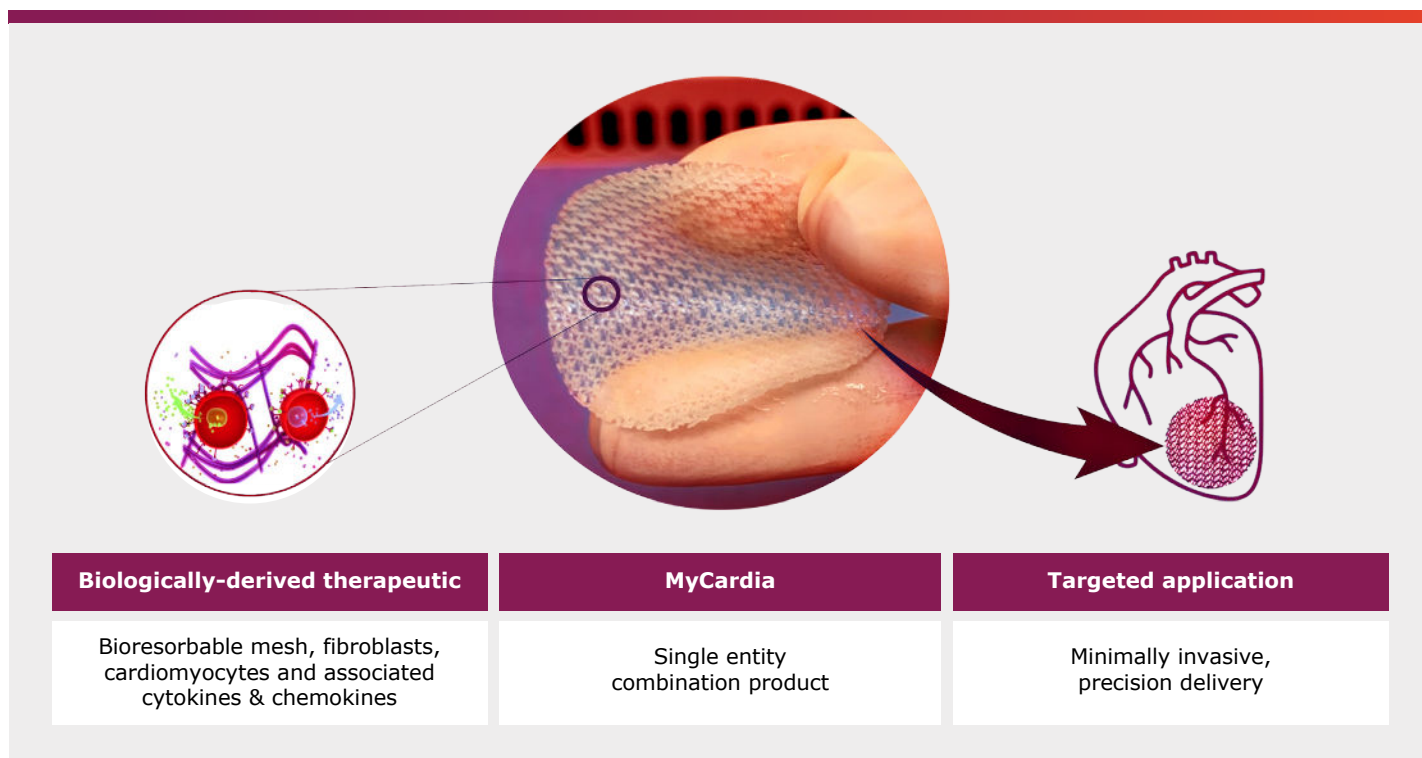 Biologically-derived therapeutic
Bioresorbable mesh, fibroblasts,
cardiomyocytes and associated
cytokines & chemokines
MyCardia
Single entity
combination product
Targeted application
Minimally invasive,
precision delivery